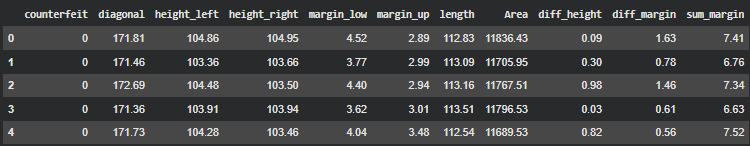 counterfeit diagonal height_left height_right margin_low margin_up length Area diff_height diff_margin sum_margin
0 0 171.81 104.86 104.95 4.52 2.89 112.83 11836.43 0.09 1.63 7.41
1 0 171.46 103.36 103.66 3.77 2.99 113.09 11705.95 0.30 0.78 6.76
2 0 172.69 104.48 103.50 4.40 2.94 113.16 11767.51 0.98 1.46 7.34
3 0 171.36 103.91 103.94 3.62 3.01 113.51 11796.53 0.03 0.61 6.63
4 0 171.73 104.28 103.46 4.04 3.48 112.54 11689.53 0.82 0.56 7.52